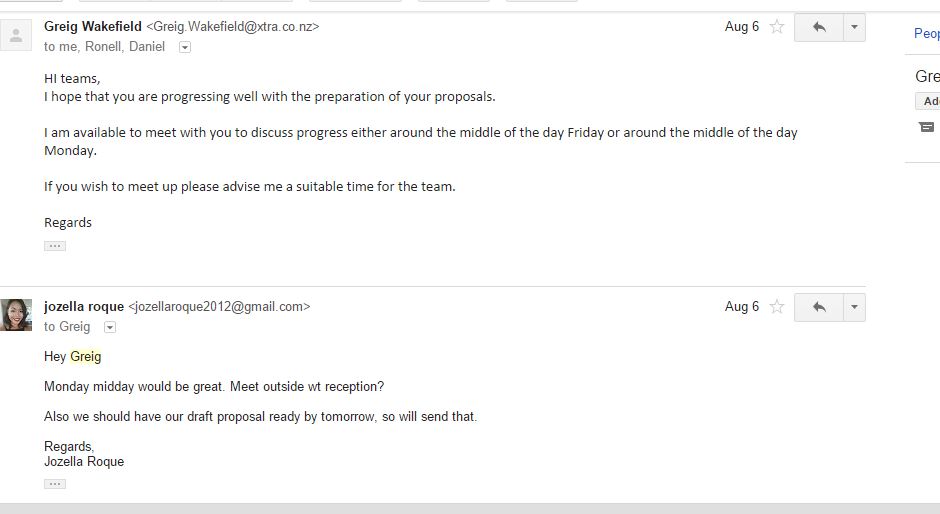 Greig Wakefield <Greig.Wakefield@xtra.co.nz>
Aug 6
to me, Ronell, Daniel
HI teams,
I hope that you are progressing well with the preparation of your proposals.
I am available to meet with you to discuss progress either around the middle of the day Friday or around the middle of the day
Monday.
If you wish to meet up please advise me a suitable time for the team.
Regards
jozella roque <jozellaroque2012@gmail.com>
Aug 6
to Greig
Hey Greig
Monday midday would be great. Meet outside wt reception?
Also we should have our draft proposal ready by tomorrow, so will send that.
Regards,
Jozella Roque